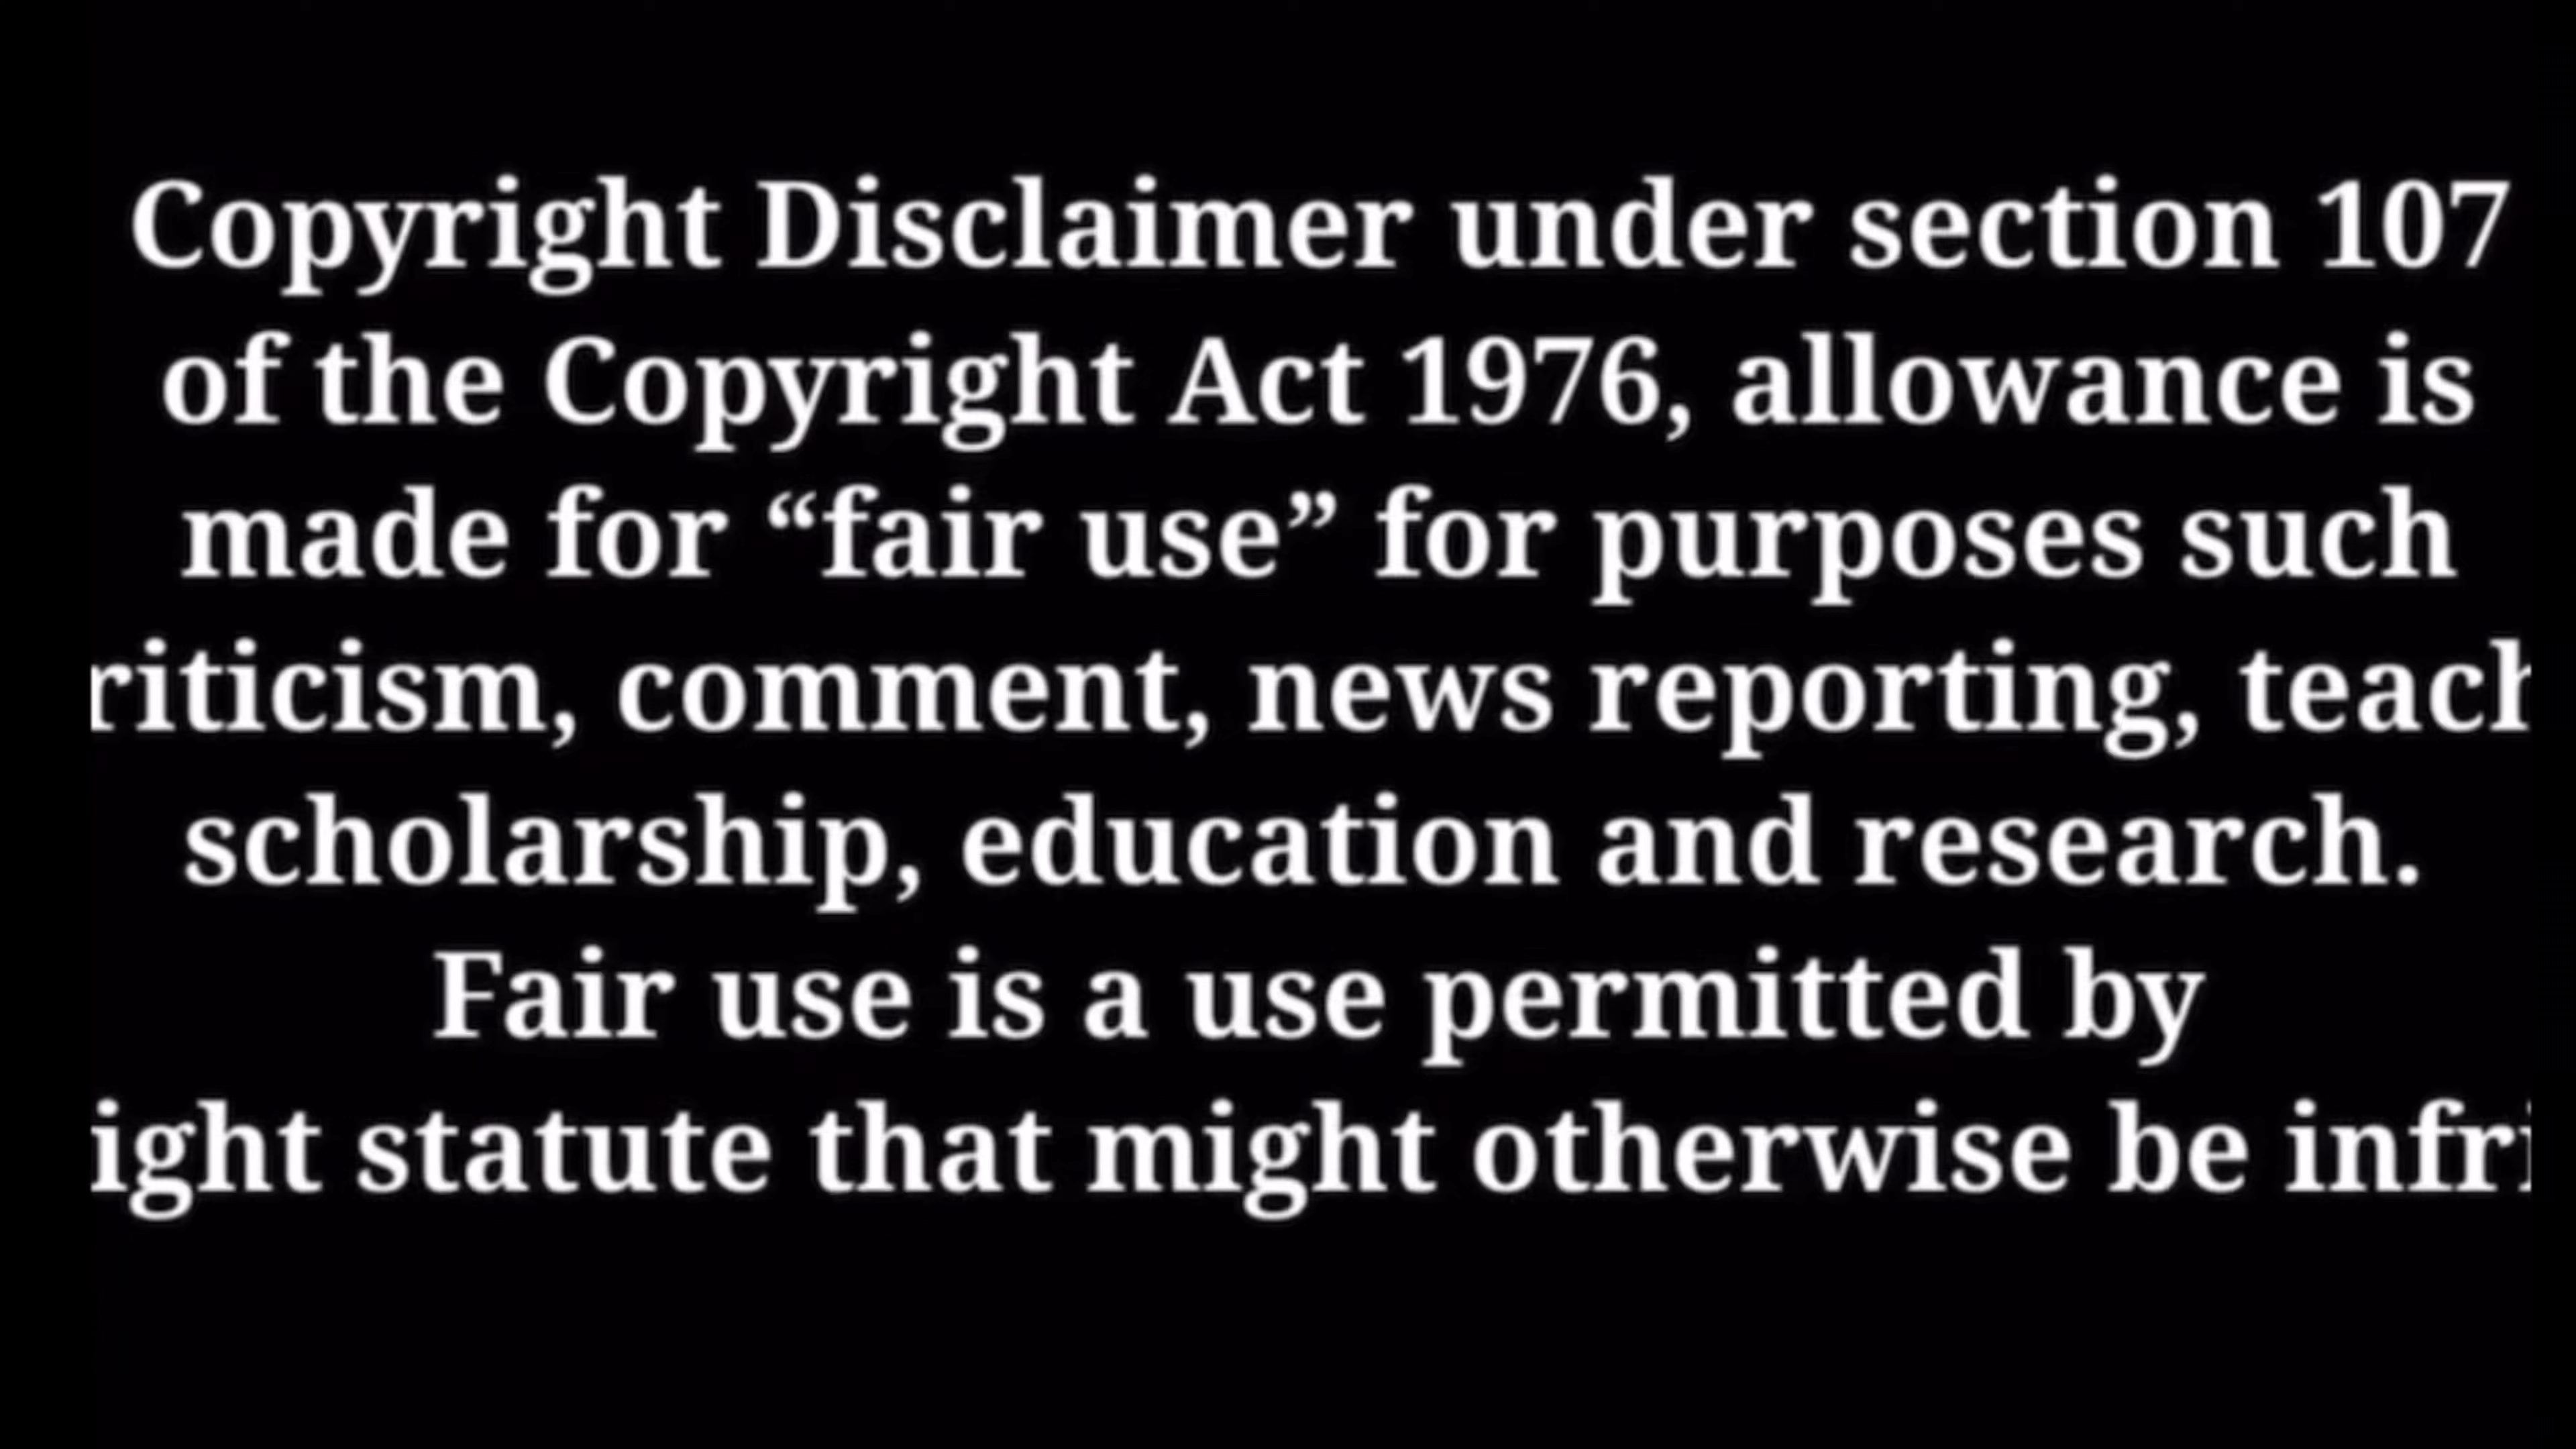 Copyright Disclaimer under section 107
of the Copyright Act 1976, allowance is
made for “fair use” for purposes such
riticism, comment, news reporting, teach
scholarship, education and research.
Fair use is a use permitted by
ight statute that might otherwise be infri